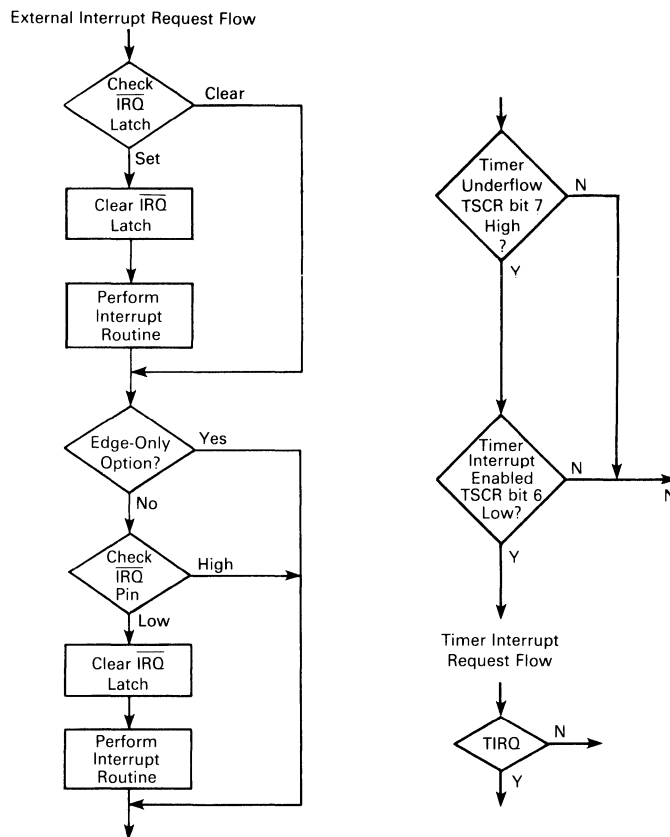 External Interrupt Request Flow
Check
IRQ
Latch
Clear
Set
Clear IRQ
Latch
Perform
Interrupt
Routine
Edge-Only
Option?
Yes
No
Check
IRQ
Pin
High
Low
Clear IRQ
Latch
Perform
Interrupt
Routine
Timer
Underflow
TSCR bit 7
High
?
N
Y
Timer
Interrupt
Enabled
TSCR bit 6
Low?
N
N
Y
Timer Interrupt
Request Flow
TIRQ
N
Y